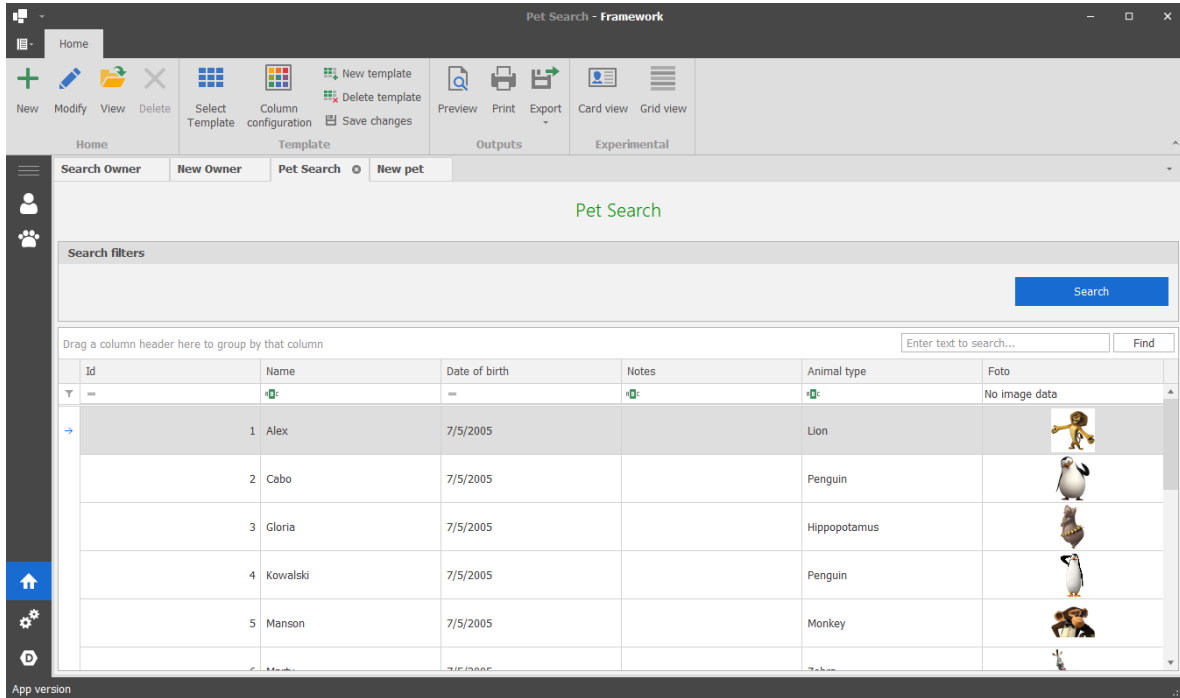 Pet Search - Framework
Home
New
Modify
View
Delete
Home
Select Template
Column configuration
New template
Delete template
Save changes
Template
Preview
Print
Export
Outputs
Card view
Grid view
Experimental
Search Owner
New Owner
Pet Search
New pet
Pet Search
Search filters
Search
Drag a column header here to group by that column
Enter text to search...
Find
Id Name Date of birth Notes Animal type Foto
No image data
1 Alex 7/5/2005 Lion
2 Cabo 7/5/2005 Penguin
3 Gloria 7/5/2005 Hippopotamus
4 Kowalski 7/5/2005 Penguin
5 Manson 7/5/2005 Monkey
D
App version